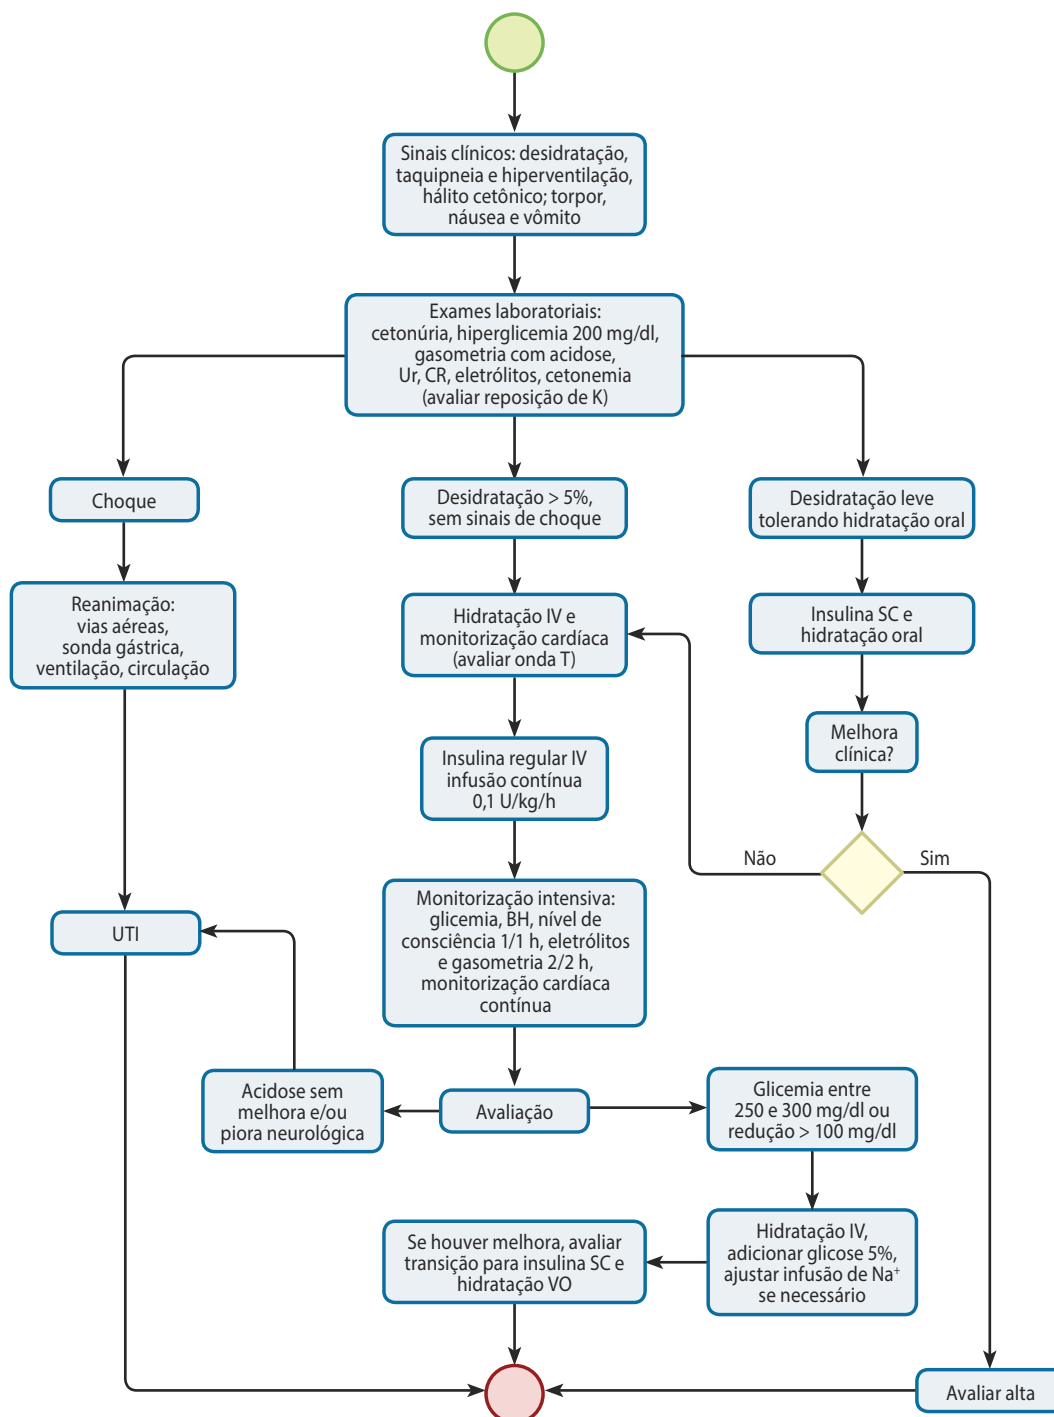 Sinais clínicos: desidratação,
taquipneia e hiperventilação,
hálito cetônico; torpor,
náusea e vômito
Exames laboratoriais:
cetonúria, hiperglicemia 200 mg/dl,
gasometria com acidose,
Ur, CR, eletrólitos, cetonemia
(avaliar reposição de K)
Choque
Desidratação > 5%,
sem sinais de choque
Desidratação leve
tolerando hidratação oral
Reanimação:
vias aéreas,
sonda gástrica,
ventilação, circulação
Hidratação IV e
monitorização cardíaca
(avaliar onda T)
Insulina SC e
hidratação oral
Melhora
clínica?
Insulina regular IV
infusão contínua
0,1 U/kg/h
Não
Sim
Monitorização intensiva:
glicemia, BH, nível de
consciência 1/1 h, eletrólitos
e gasometria 2/2 h,
monitorização cardíaca
contínua
UTI
Acidose sem
melhora e/ou
piora neurológica
Avaliação
Glicemia entre
250 e 300 mg/dl ou
redução > 100 mg/dl
Se houver melhora, avaliar
transição para insulina SC e
hidratação VO
Hidratação IV,
adicionar glicose 5%,
ajustar infusão de Na⁺
se necessário
Avaliar alta